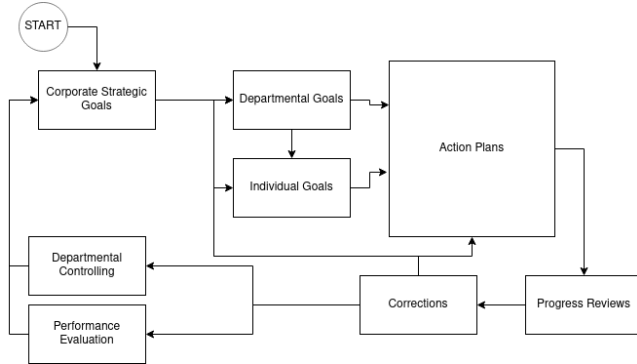 START
Corporate Strategic
Goals
Departmental Goals
Action Plans
Individual Goals
Departmental
Controlling
Corrections
Progress Reviews
Performance
Evaluation